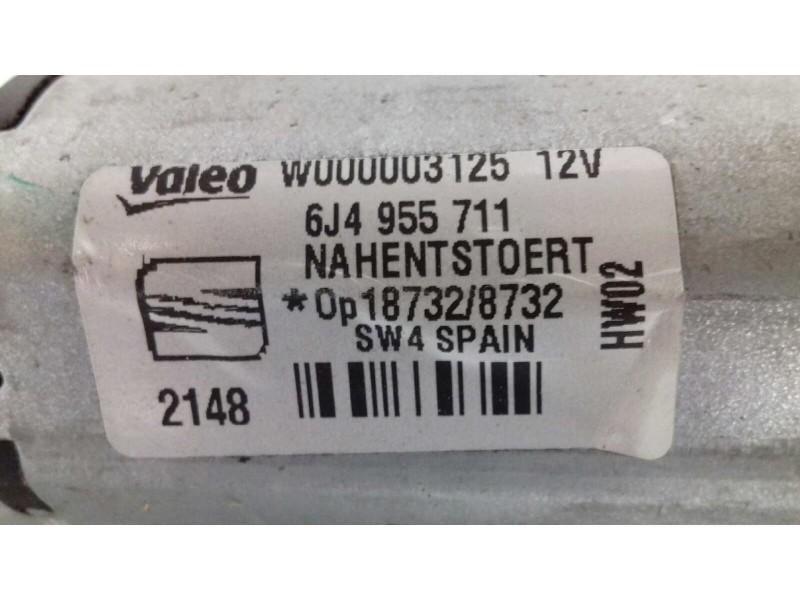 Valeo W000003125 12V
6J4 955 711
NAHENTSTOERT
*Op18732/8732
SW4 SPAIN
HW02
2148